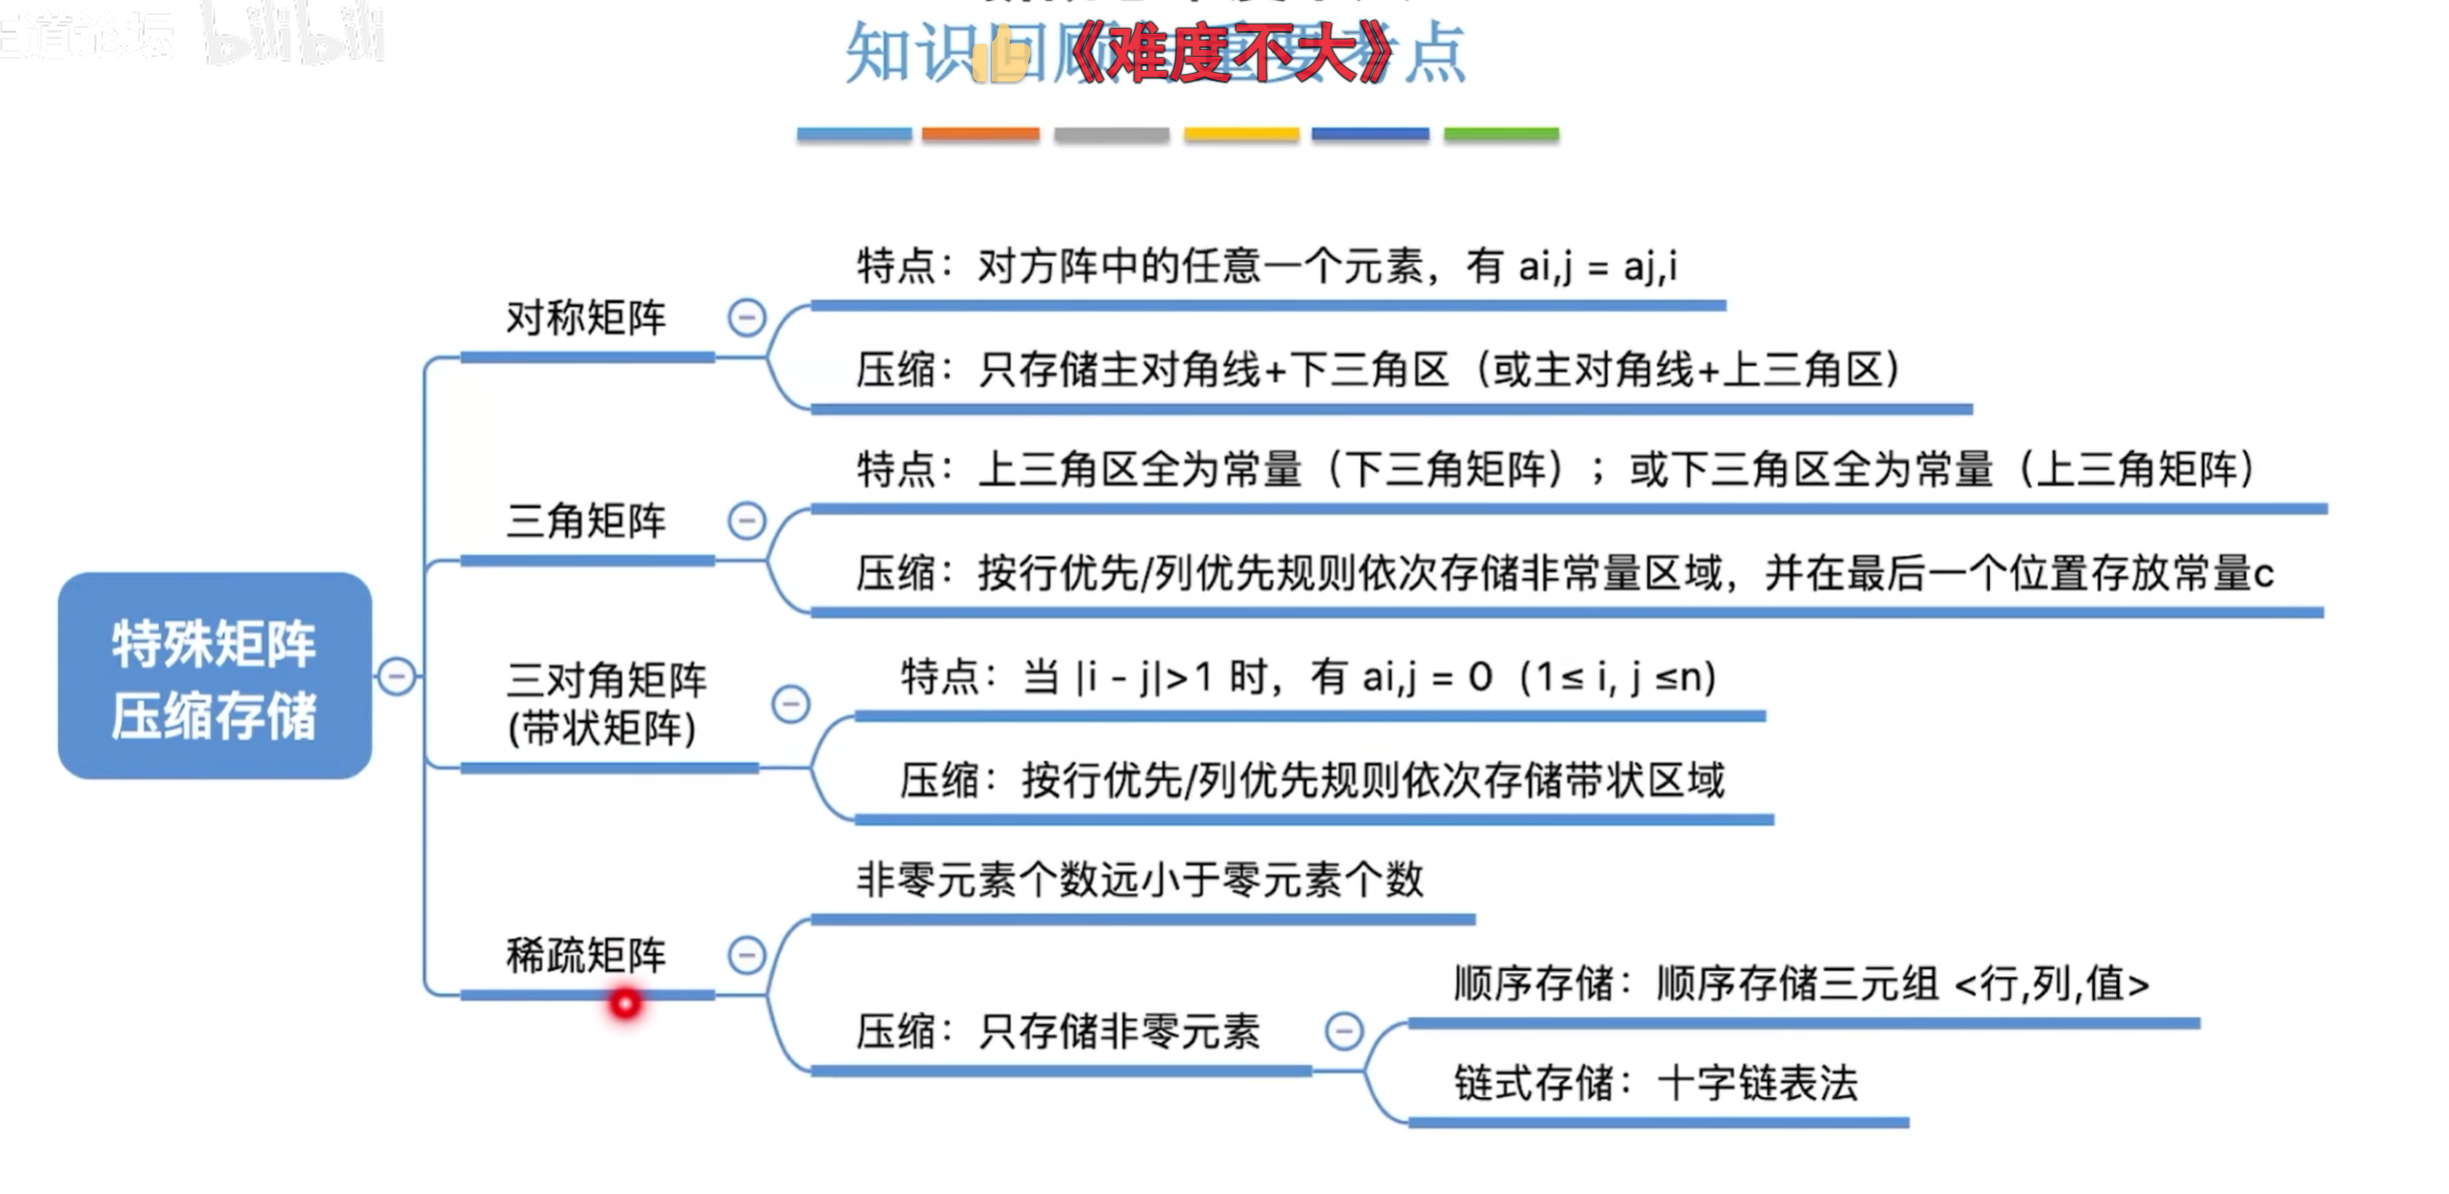 王道论坛 bilibili
知识回顾 重要考点
《难度不大》
对称矩阵
特点：对方阵中的任意一个元素，有 ai,j = aj,i
压缩：只存储主对角线+下三角区（或主对角线+上三角区）
三角矩阵
特点：上三角区全为常量（下三角矩阵）；或下三角区全为常量（上三角矩阵）
压缩：按行优先/列优先规则依次存储非常量区域，并在最后一个位置存放常量c
特殊矩阵
压缩存储
三对角矩阵
(带状矩阵)
特点：当 |i - j|>1 时，有 ai,j = 0（1≤ i, j ≤n)
压缩：按行优先/列优先规则依次存储带状区域
稀疏矩阵
非零元素个数远小于零元素个数
压缩：只存储非零元素
顺序存储：顺序存储三元组 <行,列,值>
链式存储：十字链表法